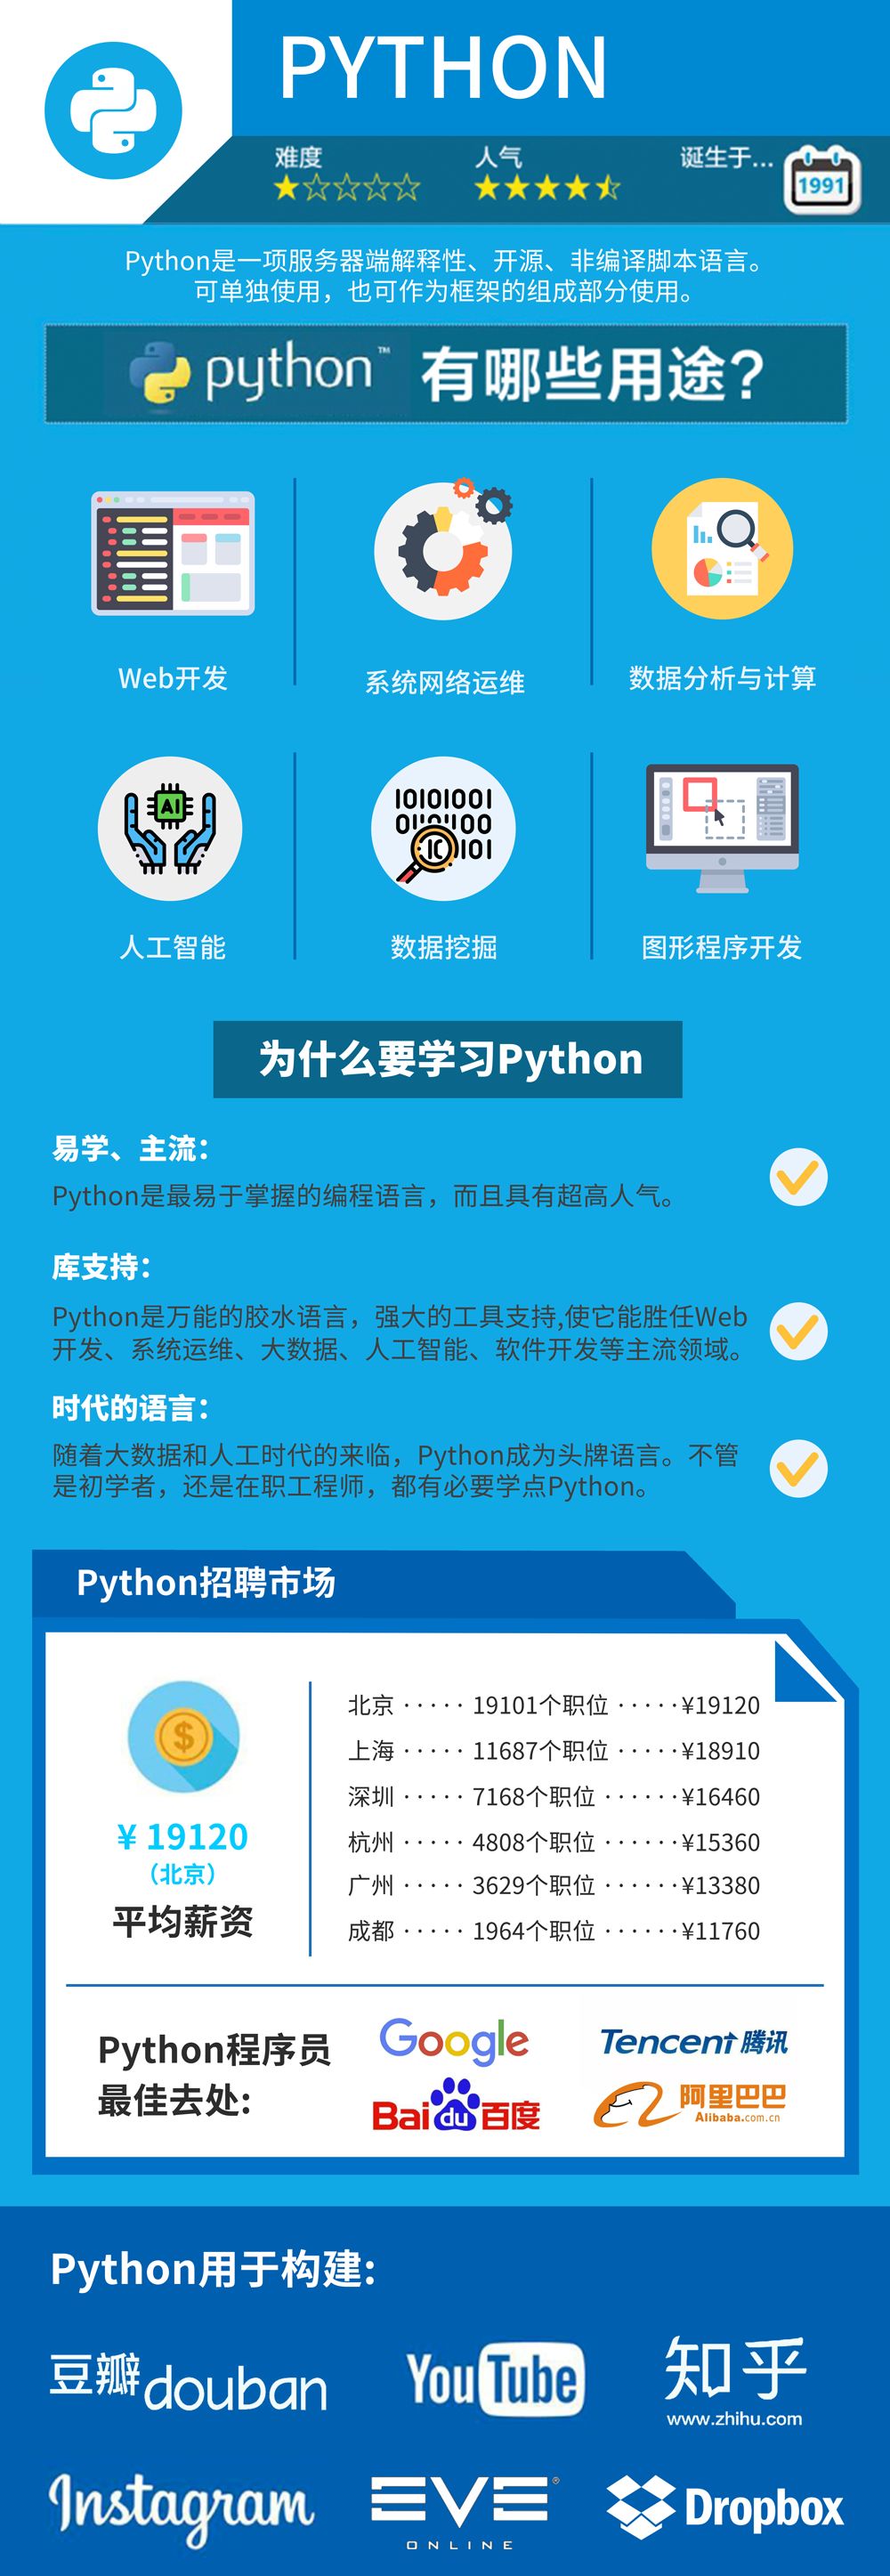 PYTHON
难度
人气
诞生于...
1991
Python是一项服务器端解释性、开源、非编译脚本语言。
可单独使用，也可作为框架的组成部分使用。
python™ 有哪些用途?
Web开发
系统网络运维
数据分析与计算
AI
10101001
01101100
1C 101
人工智能
数据挖掘
图形程序开发
为什么要学习Python
易学、主流：
Python是最易于掌握的编程语言，而且具有超高人气。
库支持：
Python是万能的胶水语言，强大的工具支持,使它能胜任Web
开发、系统运维、大数据、人工智能、软件开发等主流领域。
时代的语言：
随着大数据和人工时代的来临，Python成为头牌语言。不管
是初学者，还是在职工程师，都有必要学点Python。
Python招聘市场
$
¥ 19120
（北京）
平均薪资
北京 ····· 19101个职位 ·····¥19120
上海 ····· 11687个职位 ·····¥18910
深圳 ····· 7168个职位 ······¥16460
杭州 ····· 4808个职位 ······¥15360
广州 ····· 3629个职位 ······¥13380
成都 ····· 1964个职位 ······¥11760
Python程序员
最佳去处:
Google
Tencent 腾讯
Bai du 百度
阿里巴巴
Alibaba.com.cn
Python用于构建:
豆瓣douban
YouTube
知乎
www.zhihu.com
Instagram
EVE®
ONLINE
Dropbox